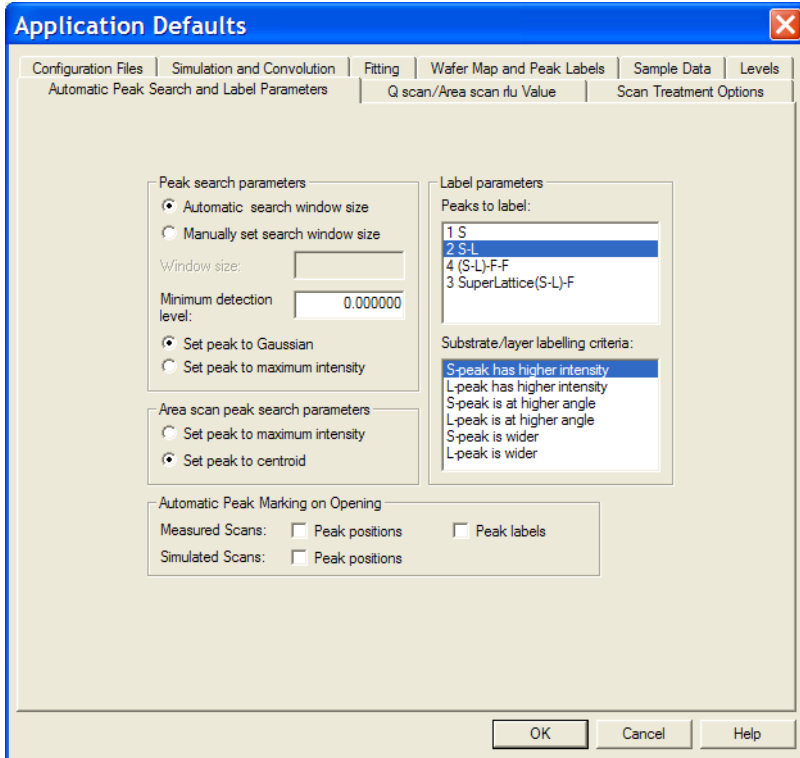 Application Defaults
Configuration Files
Simulation and Convolution
Fitting
Wafer Map and Peak Labels
Sample Data
Levels
Automatic Peak Search and Label Parameters
Q scan/Area scan rlu Value
Scan Treatment Options
Peak search parameters
Automatic search window size
Manually set search window size
Window size:
Minimum detection
level:
0.000000
Set peak to Gaussian
Set peak to maximum intensity
Area scan peak search parameters
Set peak to maximum intensity
Set peak to centroid
Label parameters
Peaks to label:
1 S
2 S-L
4 (S-L)-F-F
3 SuperLattice(S-L)-F
Substrate/layer labelling criteria:
S-peak has higher intensity
L-peak has higher intensity
S-peak is at higher angle
L-peak is at higher angle
S-peak is wider
L-peak is wider
Automatic Peak Marking on Opening
Measured Scans:
Peak positions
Peak labels
Simulated Scans:
Peak positions
OK
Cancel
Help